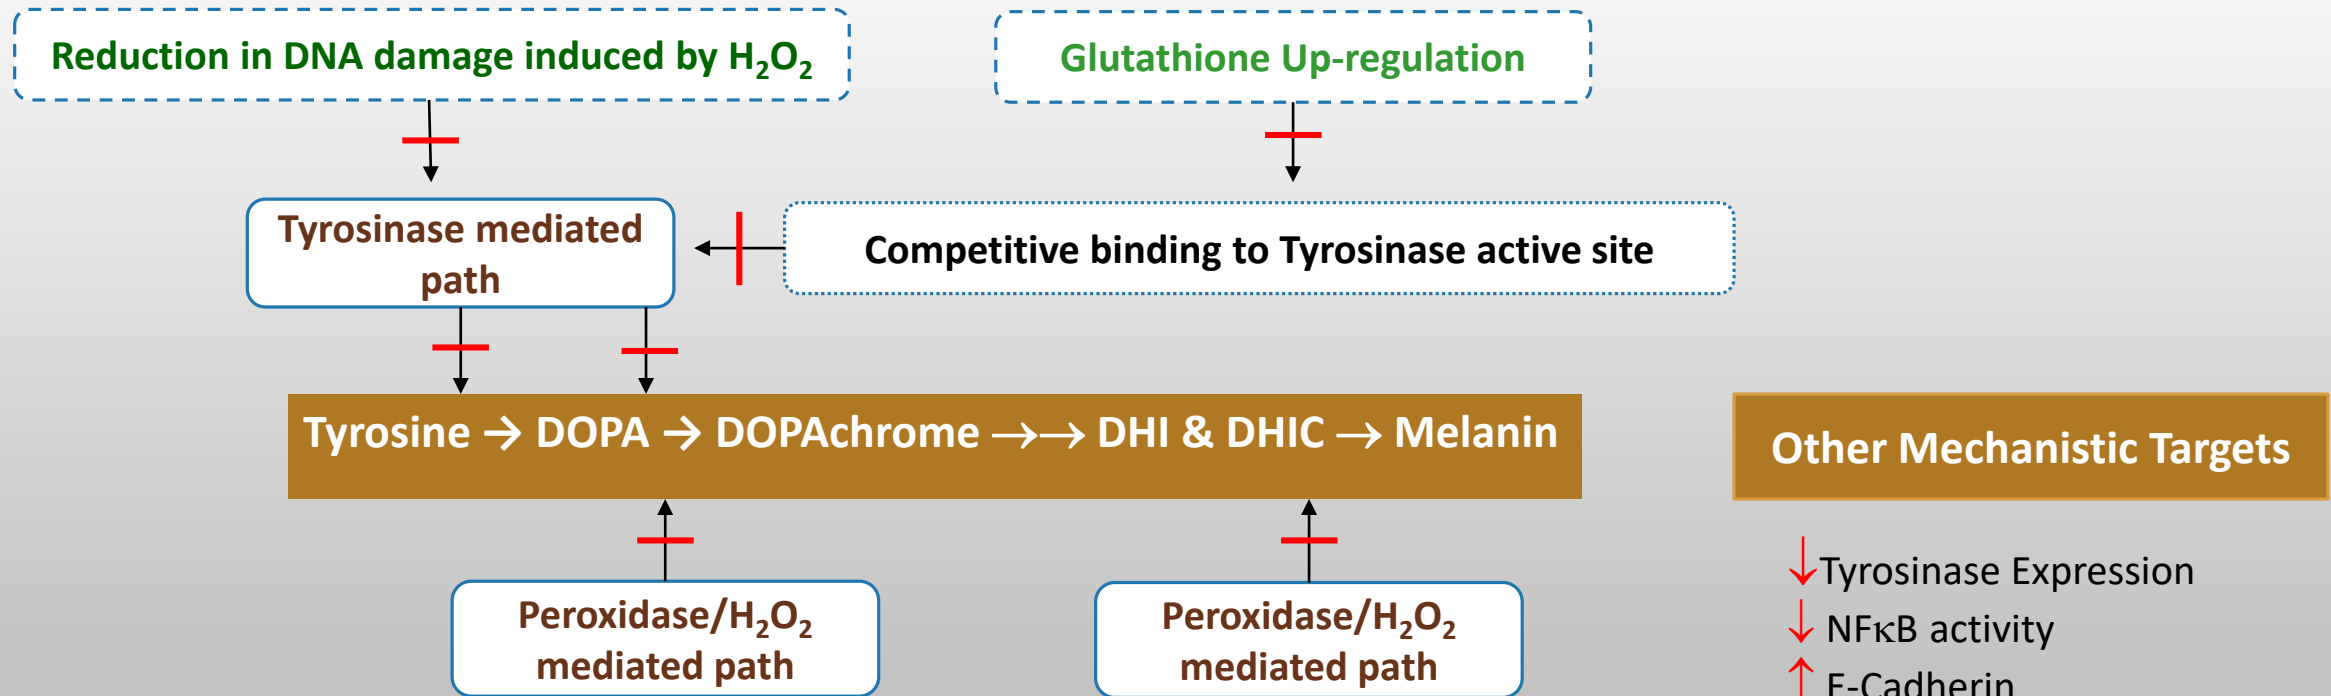 Reduction in DNA damage induced by H₂O₂
Glutathione Up-regulation
Tyrosinase mediated
path
Competitive binding to Tyrosinase active site
Tyrosine → DOPA → DOPAchrome →→ DHI & DHIC → Melanin
Other Mechanistic Targets
Peroxidase/H₂O₂
mediated path
Peroxidase/H₂O₂
mediated path
↓Tyrosinase Expression
↓ NFκB activity
↑ E-Cadherin